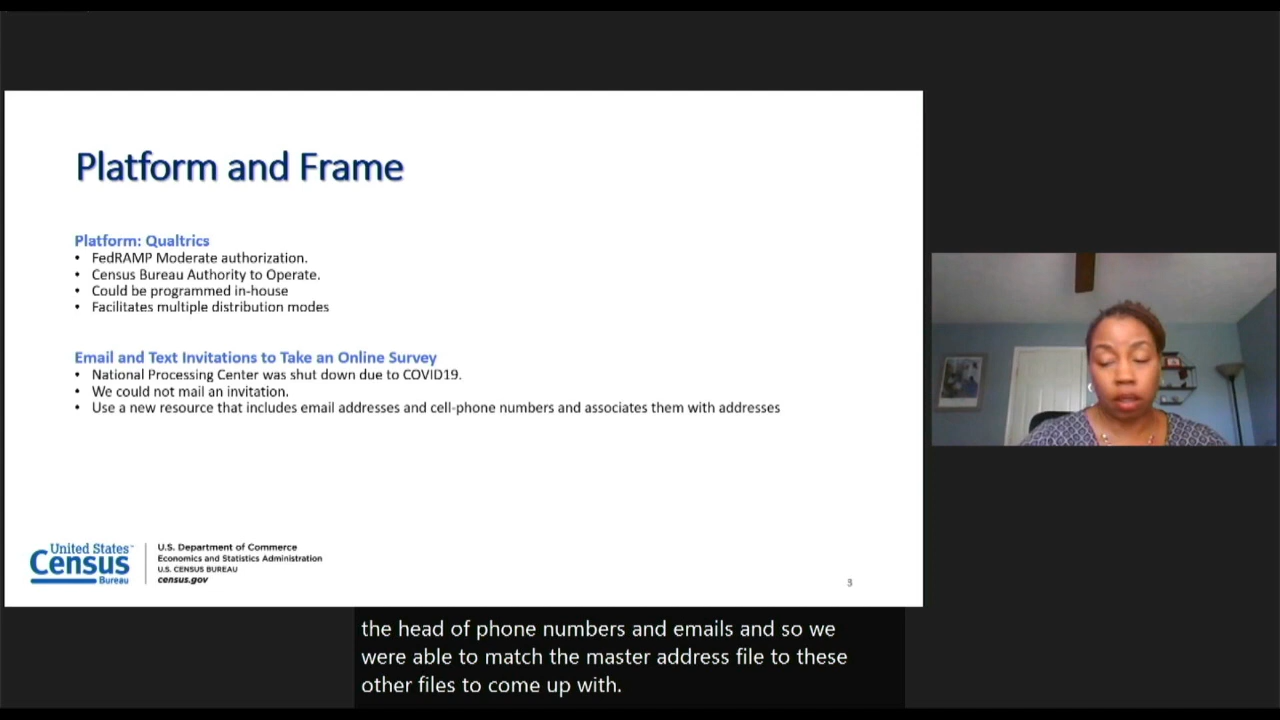 Platform and Frame
Platform: Qualtrics
• FedRAMP Moderate authorization.
• Census Bureau Authority to Operate.
• Could be programmed in-house
• Facilitates multiple distribution modes
Email and Text Invitations to Take an Online Survey
• National Processing Center was shut down due to COVID19.
• We could not mail an invitation.
• Use a new resource that includes email addresses and cell-phone numbers and associates them with addresses
United States™
Census
Bureau
U.S. Department of Commerce
Economics and Statistics Administration
U.S. CENSUS BUREAU
census.gov
3
the head of phone numbers and emails and so we
were able to match the master address file to these
other files to come up with.